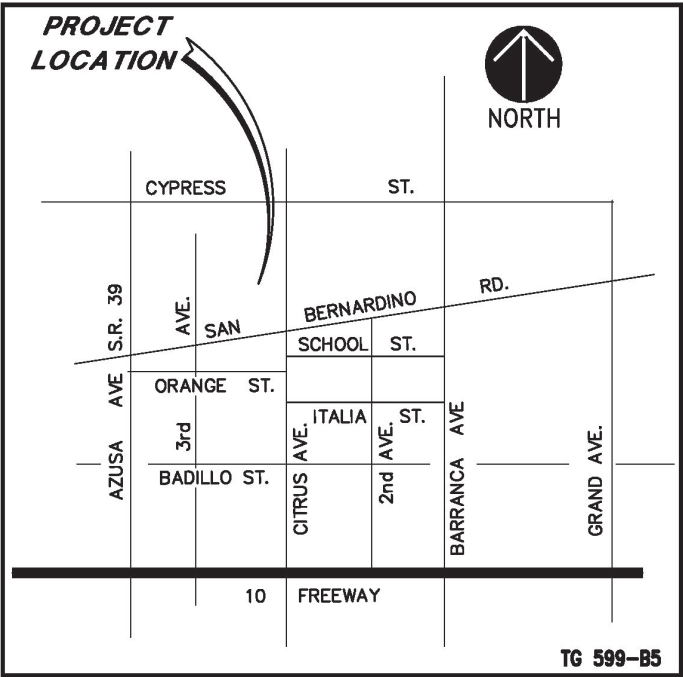 PROJECT
LOCATION
NORTH
CYPRESS ST.
AZUSA AVE S.R. 39
3rd AVE.
SAN BERNARDINO RD.
SCHOOL ST.
ORANGE ST.
ITALIA ST.
BADILLO ST.
CITRUS AVE.
2nd AVE.
BARRANCA AVE
GRAND AVE.
10 FREEWAY
TG 599-B5